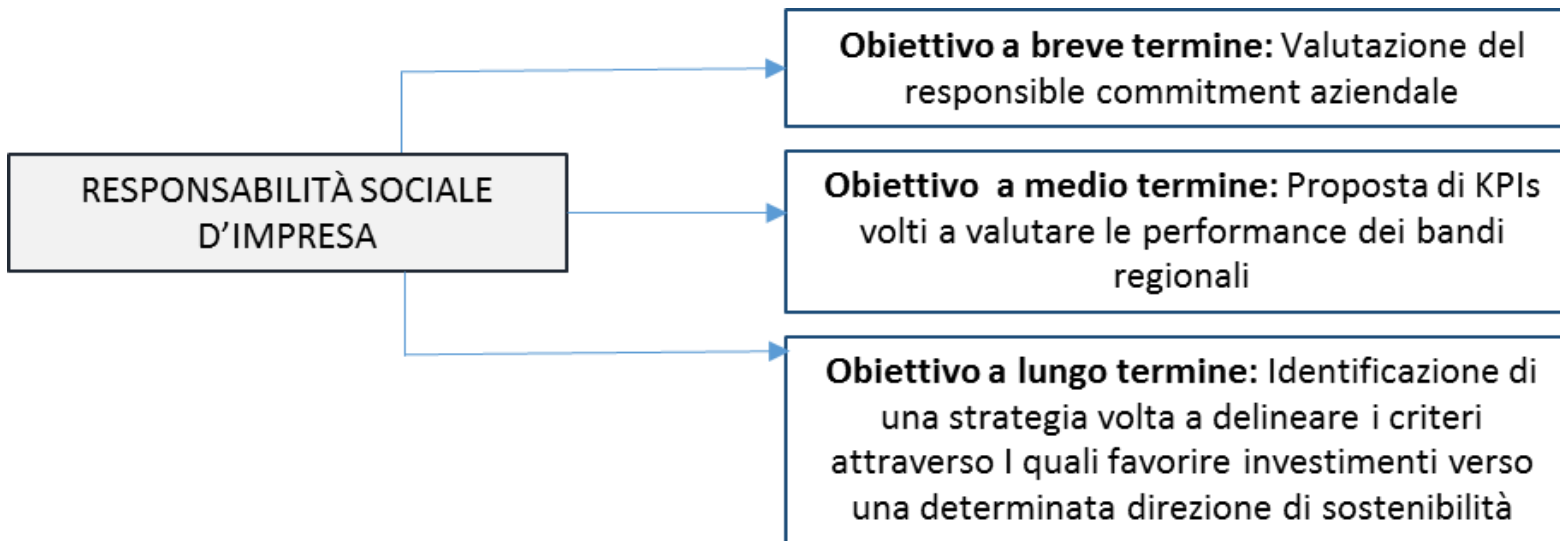 Obiettivo a breve termine: Valutazione del
responsible commitment aziendale
RESPONSABILITÀ SOCIALE
D’IMPRESA
Obiettivo  a medio termine: Proposta di KPIs
volti a valutare le performance dei bandi
regionali
Obiettivo a lungo termine: Identificazione di
una strategia volta a delineare i criteri
attraverso I quali favorire investimenti verso
una determinata direzione di sostenibilità